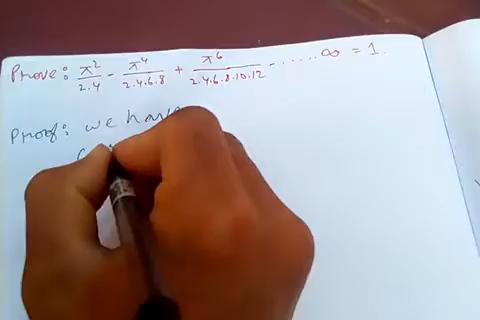 Prove: π²/2.4 - π⁴/2.4.6.8 + π⁶/2.4.6.8.10.12 - ..... ∞ = 1.
Proof: we have